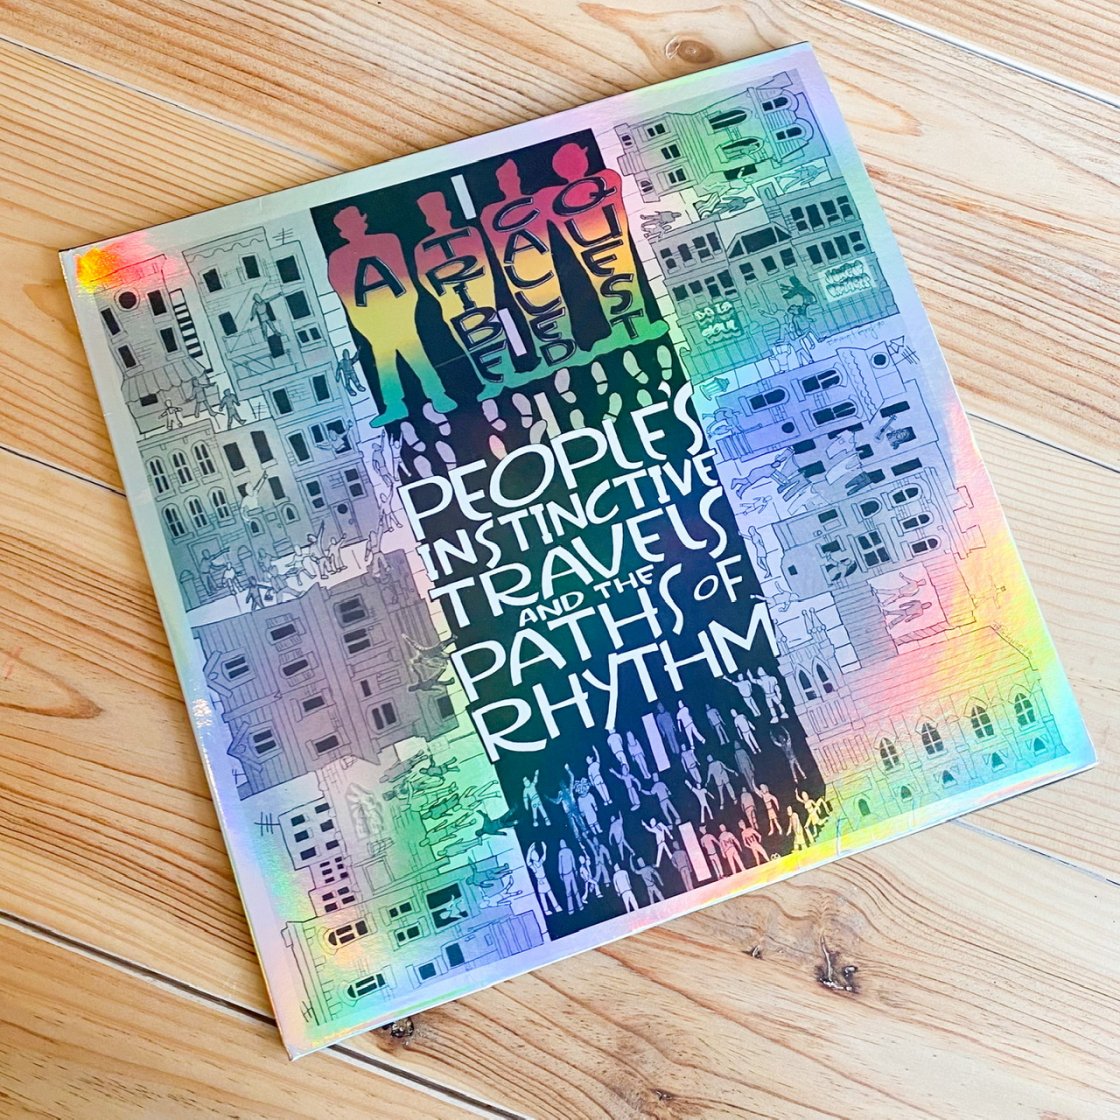 A
TRIBE
CALLED
QUEST
PEOPLE'S
INSTINCTIVE
TRAVELS
AND THE
PATHS OF
RHYTHM